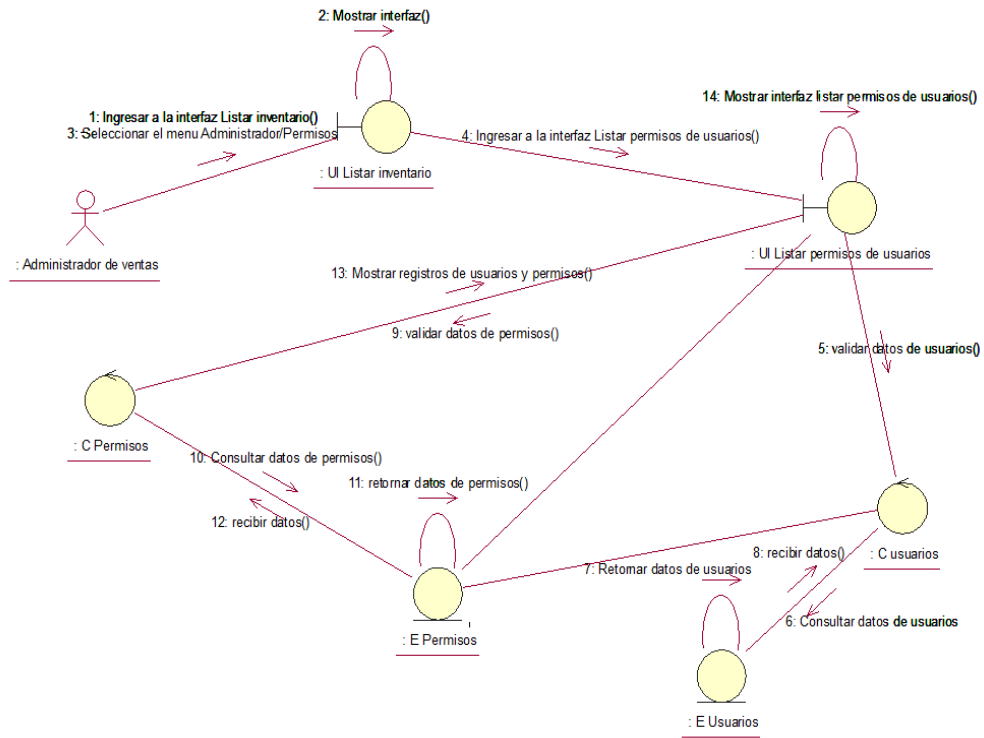 2: Mostrar interfaz()
14: Mostrar interfaz listar permisos de usuarios()
1: Ingresar a la interfaz Listar inventario()
3: Seleccionar el menu Administrador/Permisos
4: Ingresar a la interfaz Listar permisos de usuarios()
: UI Listar inventario
: UI Listar permisos de usuarios
: Administrador de ventas
13: Mostrar registros de usuarios y permisos()
9: validar datos de permisos()
5: validar datos de usuarios()
: C Permisos
10: Consultar datos de permisos()
11: retornar datos de permisos()
12: recibir datos()
8: recibir datos()
: C usuarios
7: Retornar datos de usuarios
6: Consultar datos de usuarios
: E Permisos
: E Usuarios